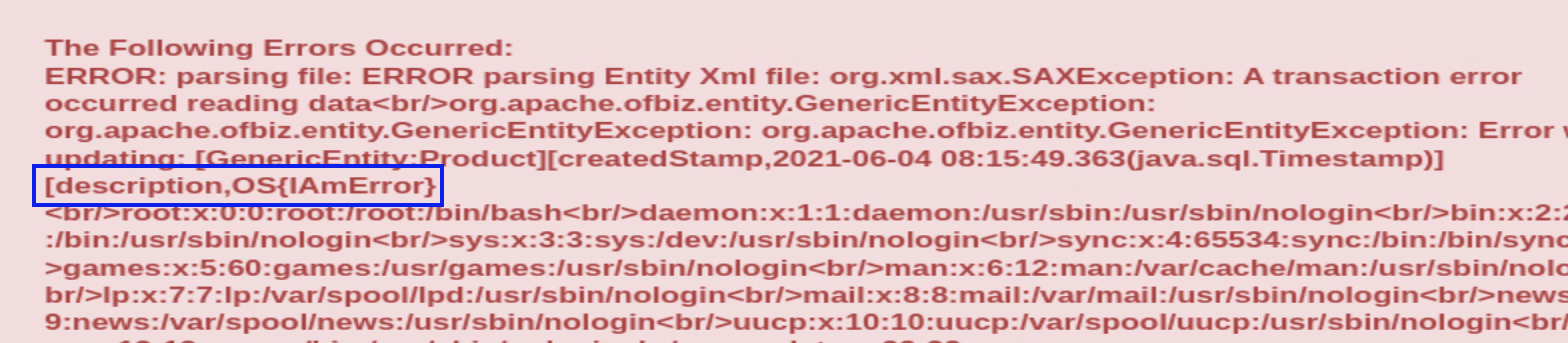 The Following Errors Occurred:
ERROR: parsing file: ERROR parsing Entity Xml file: org.xml.sax.SAXException: A transaction error
occurred reading data<br/>org.apache.ofbiz.entity.GenericEntityException:
org.apache.ofbiz.entity.GenericEntityException: org.apache.ofbiz.entity.GenericEntityException: Error
updating: [GenericEntity:Product][createdStamp,2021-06-04 08:15:49.363(java.sql.Timestamp)]
[description,OS{IAmError}
<br/>root:x:0:0:root:/root:/bin/bash<br/>daemon:x:1:1:daemon:/usr/sbin:/usr/sbin/nologin<br/>bin:x:2:
:/bin:/usr/sbin/nologin<br/>sys:x:3:3:sys:/dev:/usr/sbin/nologin<br/>sync:x:4:65534:sync:/bin:/bin/sync
>games:x:5:60:games:/usr/games:/usr/sbin/nologin<br/>man:x:6:12:man:/var/cache/man:/usr/sbin/nolo
br/>lp:x:7:7:lp:/var/spool/lpd:/usr/sbin/nologin<br/>mail:x:8:8:mail:/var/mail:/usr/sbin/nologin<br/>news
9:news:/var/spool/news:/usr/sbin/nologin<br/>uucp:x:10:10:uucp:/var/spool/uucp:/usr/sbin/nologin<br/